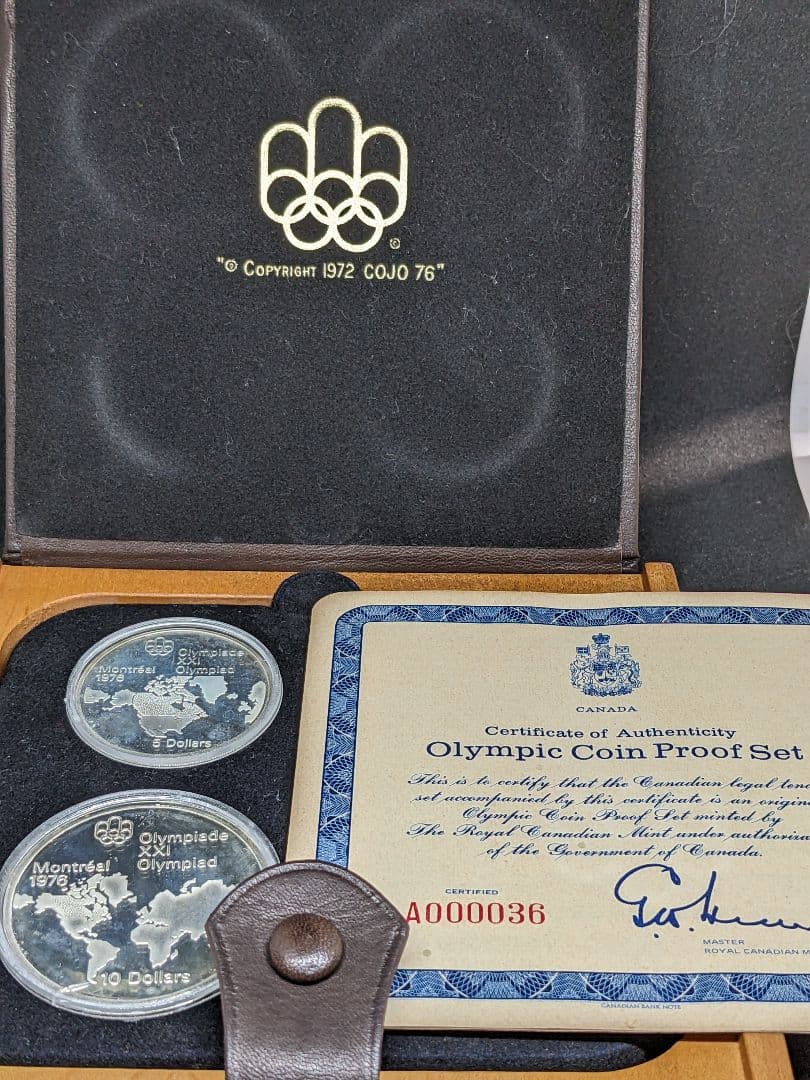 "© Copyright 1972 COJO 76"
Montréal
1976
Olympiade
XXI
Olympiad
5 Dollars
Montréal
1976
Olympiade
XXI
Olympiad
10 Dollars
CANADA
Certificate of Authenticity
Olympic Coin Proof Set
This is to certify that the Canadian legal
set accompanied by this certificate is an
Olympic Coin Proof Set minted by
The Royal Canadian Mint under
of the Government of Canada.
CERTIFIED
A000036
MASTER
ROYAL CANADIAN
CANADIAN BANK NOTE